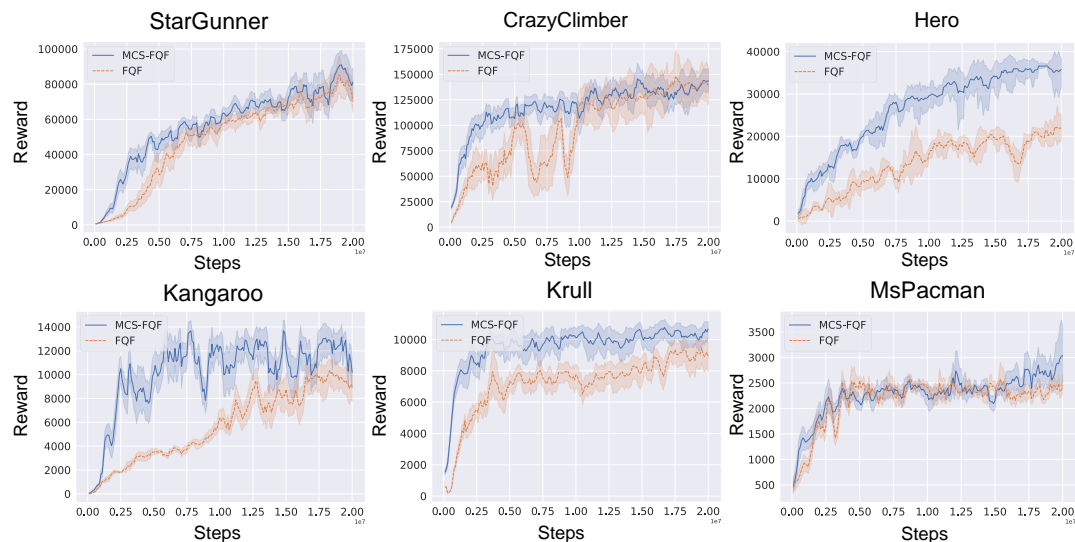 StarGunner
MCS-FQF
FQF
100000
80000
60000
40000
20000
0
Reward
0.00 0.25 0.50 0.75 1.00 1.25 1.50 1.75 2.00
1e7
Steps
CrazyClimber
MCS-FQF
FQF
175000
150000
125000
100000
75000
50000
25000
0
Reward
0.00 0.25 0.50 0.75 1.00 1.25 1.50 1.75 2.00
1e7
Steps
Hero
MCS-FQF
FQF
40000
30000
20000
10000
0
Reward
0.00 0.25 0.50 0.75 1.00 1.25 1.50 1.75 2.00
1e7
Steps
Kangaroo
MCS-FQF
FQF
14000
12000
10000
8000
6000
4000
2000
0
Reward
0.00 0.25 0.50 0.75 1.00 1.25 1.50 1.75 2.00
1e7
Steps
Krull
MCS-FQF
FQF
10000
8000
6000
4000
2000
0
Reward
0.00 0.25 0.50 0.75 1.00 1.25 1.50 1.75 2.00
1e7
Steps
MsPacman
MCS-FQF
FQF
3500
3000
2500
2000
1500
1000
500
Reward
0.00 0.25 0.50 0.75 1.00 1.25 1.50 1.75 2.00
1e7
Steps